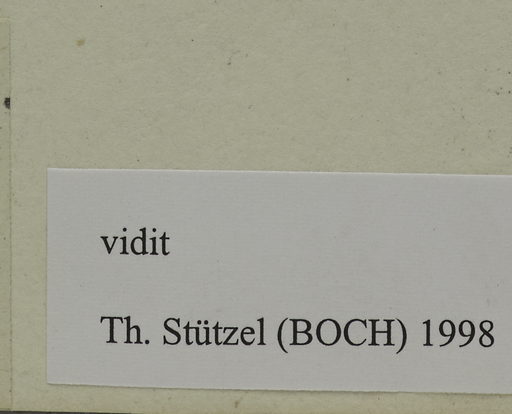 vidit
Th. Stützel (BOCH) 1998